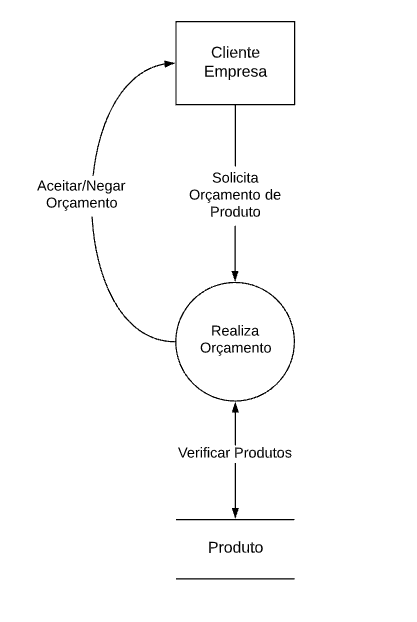 Cliente
Empresa
Solicita
Orçamento de
Produto
Aceitar/Negar
Orçamento
Realiza
Orçamento
Verificar Produtos
Produto